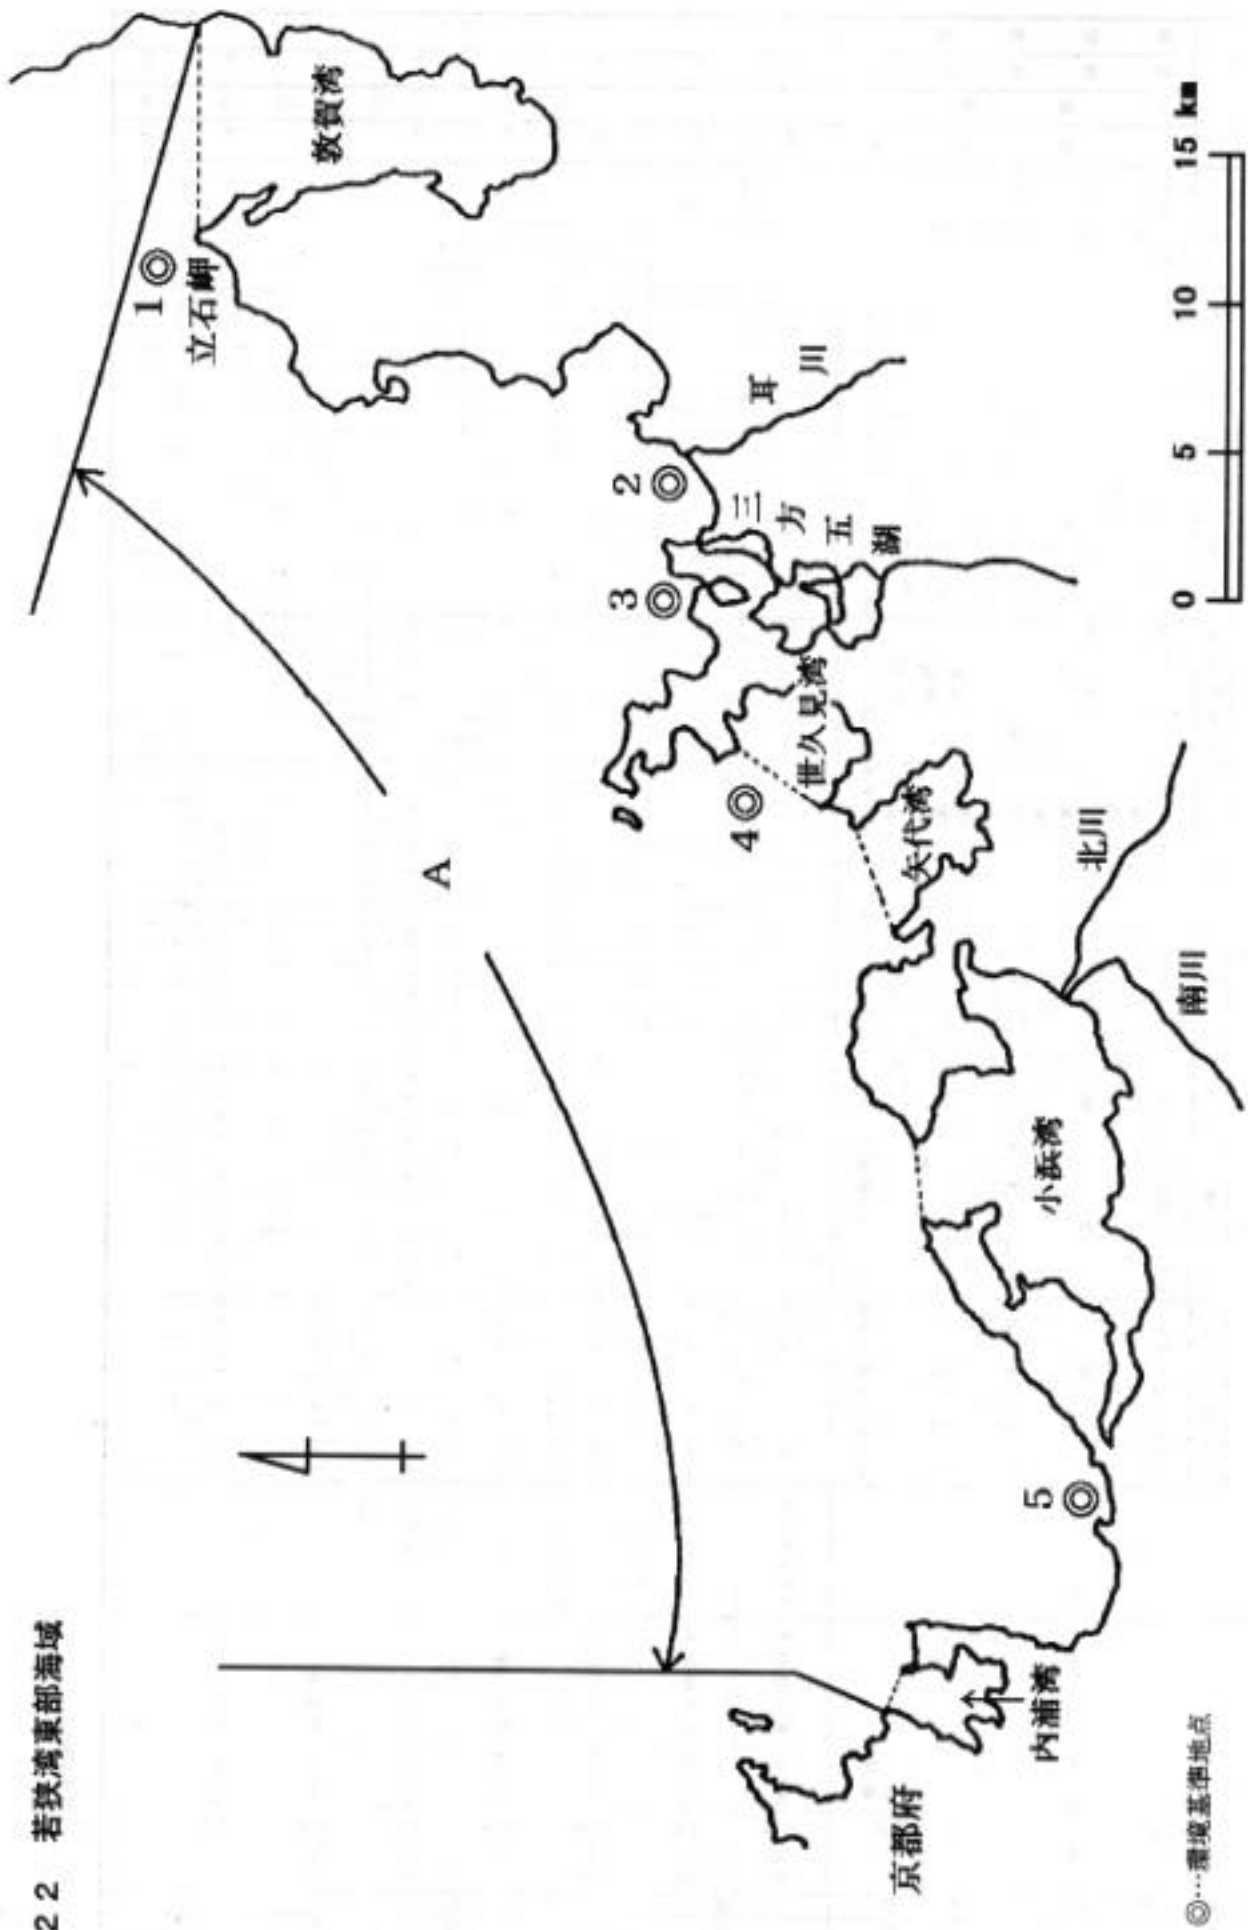 22 若狭湾東部海域
A
1
立石岬
敦賀湾
2
耳川
3
三方五湖
4
世久見湾
矢代湾
北川
南川
小浜湾
5
内浦湾
京都府
◎…環境基準地点
0 5 10 15 km